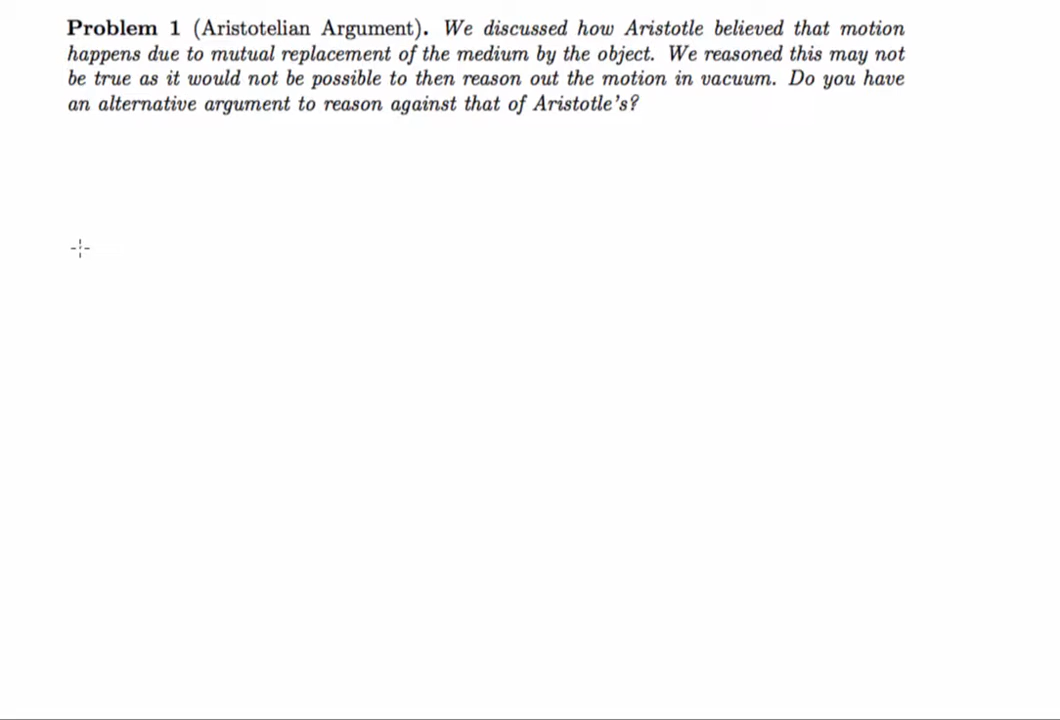 Problem 1 (Aristotelian Argument). We discussed how Aristotle believed that motion
happens due to mutual replacement of the medium by the object. We reasoned this may not
be true as it would not be possible to then reason out the motion in vacuum. Do you have
an alternative argument to reason against that of Aristotle's?